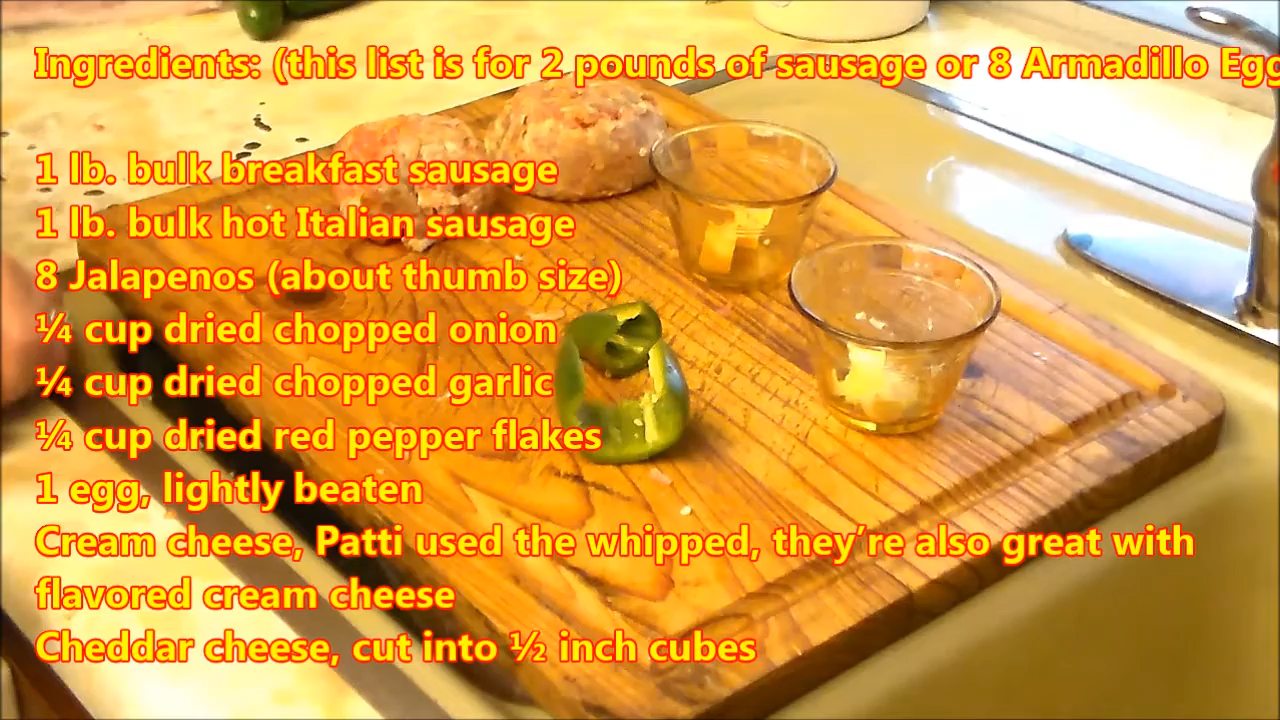 Ingredients: (this list is for 2 pounds of sausage or 8 Armadillo Egg
1 lb. bulk breakfast sausage
1 lb. bulk hot Italian sausage
8 Jalapenos (about thumb size)
¼ cup dried chopped onion
¼ cup dried chopped garlic
¼ cup dried red pepper flakes
1 egg, lightly beaten
Cream cheese, Patti used the whipped, they’re also great with
flavored cream cheese
Cheddar cheese, cut into ½ inch cubes